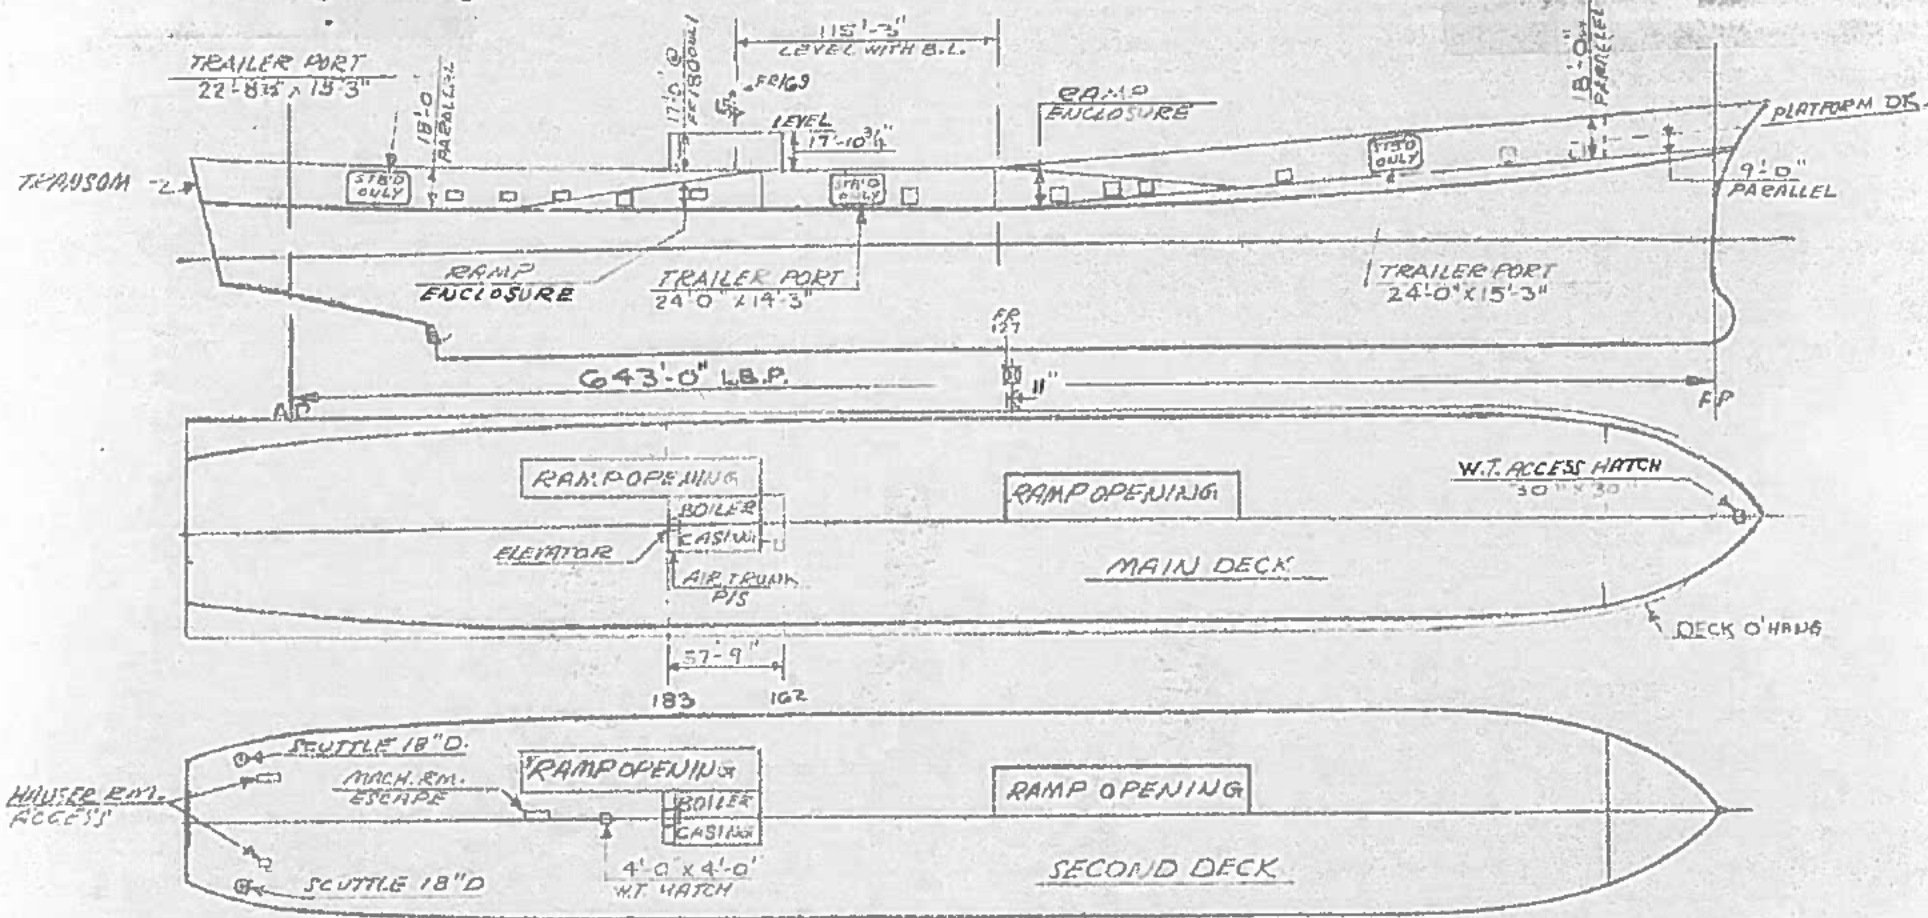 115'-3"
LEVEL WITH B.L.
TRAILER PORT
22'-8½" x 15'-3"
18'-0"
PARALLEL
17'-0" @
FR 180 ONLY
FR169
LEVEL
17'-10¾"
RAMP
ENCLOSURE
18'-0"
PARALLEL
PLATFORM DK.
TRANSOM
STB'D
ONLY
STB'D
ONLY
STB'D
ONLY
9'-0"
PARALLEL
RAMP
ENCLOSURE
TRAILER PORT
24'-0" x 14'-3"
TRAILER PORT
24'-0" x 15'-3"
FR
127
643'-0" L.B.P.
11"
A.P.
F.P.
RAMP OPENING
RAMP OPENING
W.T. ACCESS HATCH
30" x 30"
BOILER
CASING
ELEVATOR
AIR TRUNK
P/S
MAIN DECK
DECK O'HANG
57'-9"
183
162
SCUTTLE 18"D.
MACH. RM.
ESCAPE
HAUSER RM.
ACCESS
RAMP OPENING
RAMP OPENING
BOILER
CASING
4'-0" x 4'-0"
W.T. HATCH
SCUTTLE 18"D
SECOND DECK